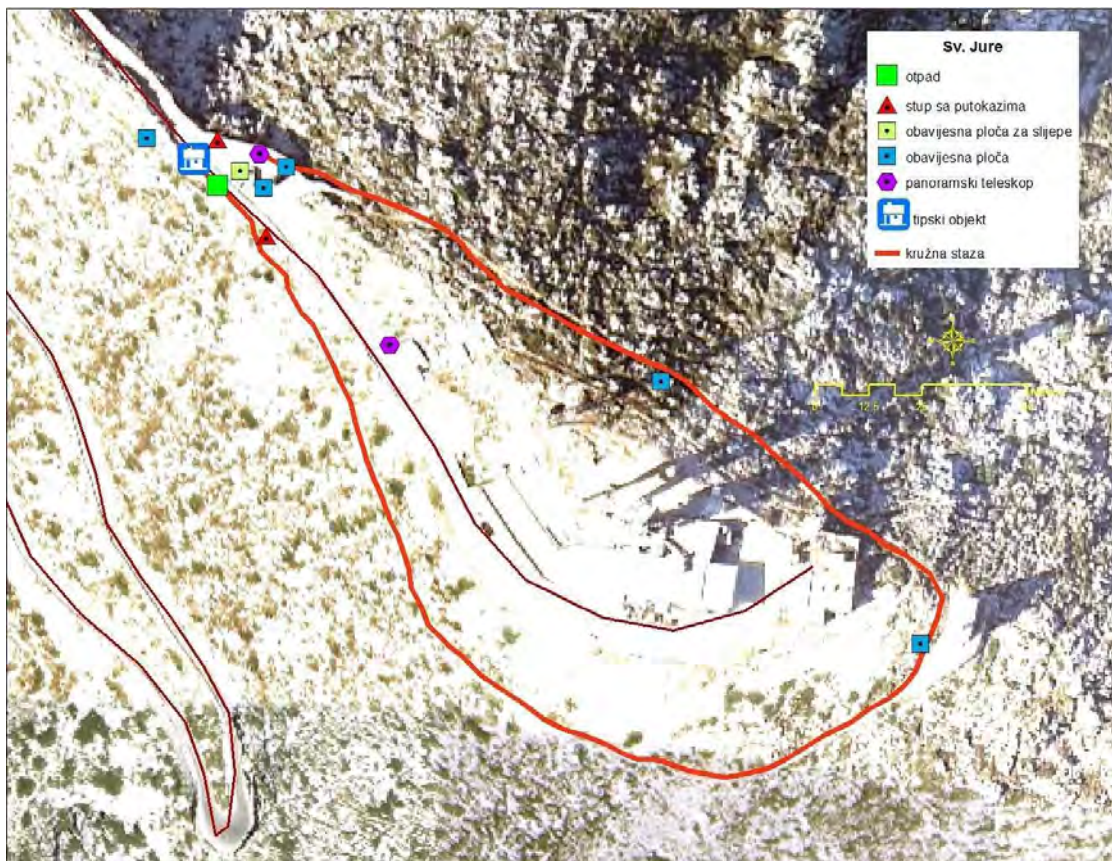 Sv. Jure
otpad
stup sa putokazima
obavijesna ploča za slijepe
obavijesna ploča
panoramski teleskop
tipski objekt
kružna staza
0 12.5